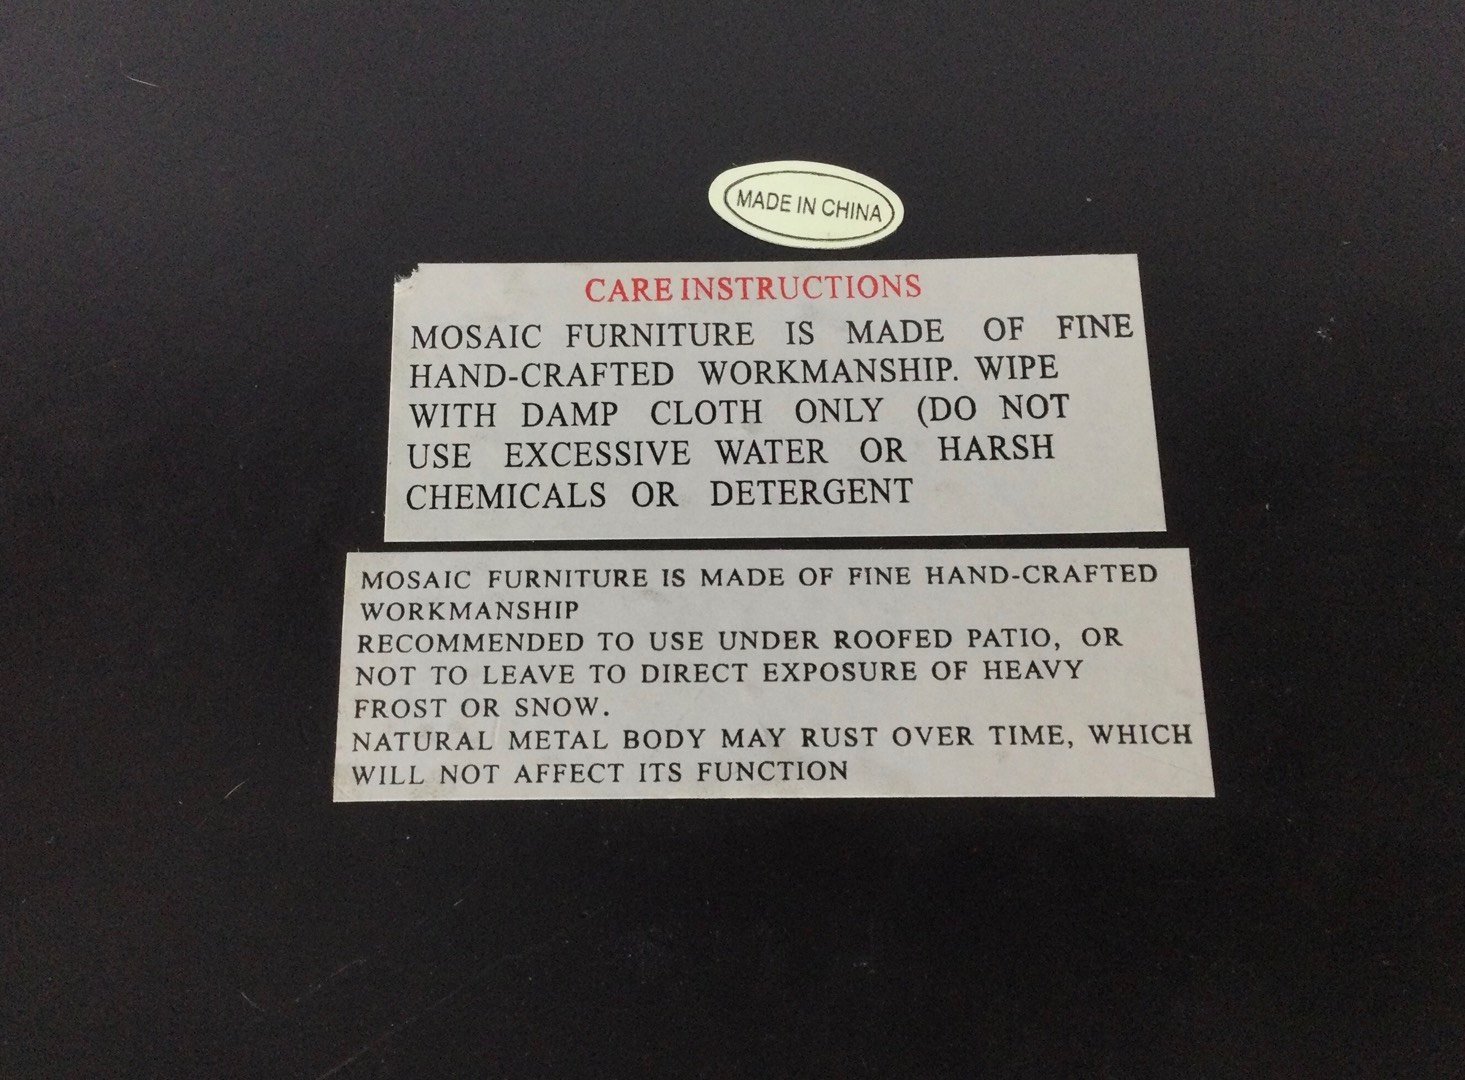 MADE IN CHINA
CARE INSTRUCTIONS
MOSAIC FURNITURE IS MADE OF FINE
HAND-CRAFTED WORKMANSHIP. WIPE
WITH DAMP CLOTH ONLY (DO NOT
USE EXCESSIVE WATER OR HARSH
CHEMICALS OR DETERGENT
MOSAIC FURNITURE IS MADE OF FINE HAND-CRAFTED
WORKMANSHIP
RECOMMENDED TO USE UNDER ROOFED PATIO, OR
NOT TO LEAVE TO DIRECT EXPOSURE OF HEAVY
FROST OR SNOW.
NATURAL METAL BODY MAY RUST OVER TIME, WHICH
WILL NOT AFFECT ITS FUNCTION